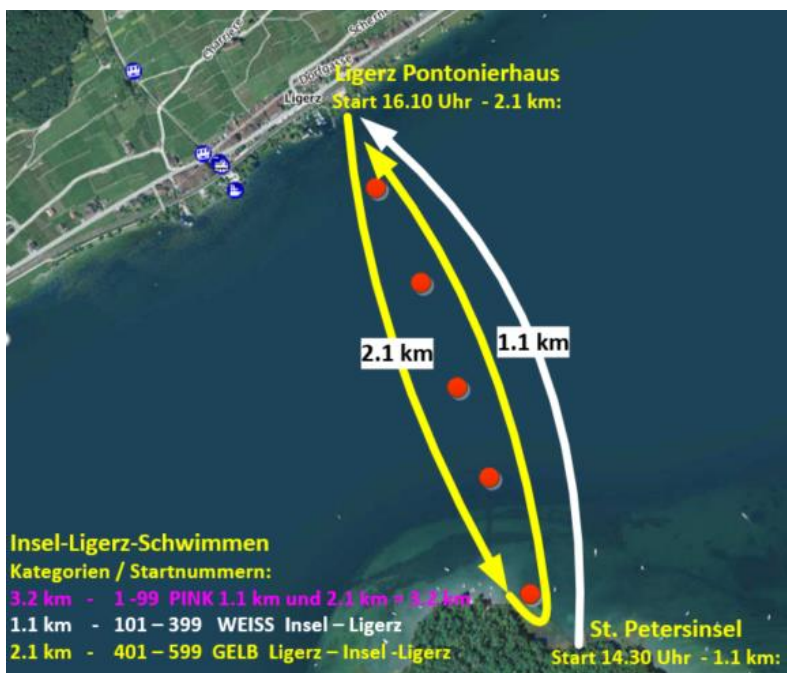 Charriese
Schern
Dorfgasse
Ligerz
Ligerz Pontonierhaus
Start 16.10 Uhr - 2.1 km:
2.1 km
1.1 km
Insel-Ligerz-Schwimmen
Kategorien / Startnummern:
3.2 km - 1 -99 PINK 1.1 km und 2.1 km = 3.2 km
1.1 km - 101 – 399 WEISS Insel – Ligerz
2.1 km - 401 – 599 GELB Ligerz – Insel -Ligerz
St. Petersinsel
Start 14.30 Uhr - 1.1 km: